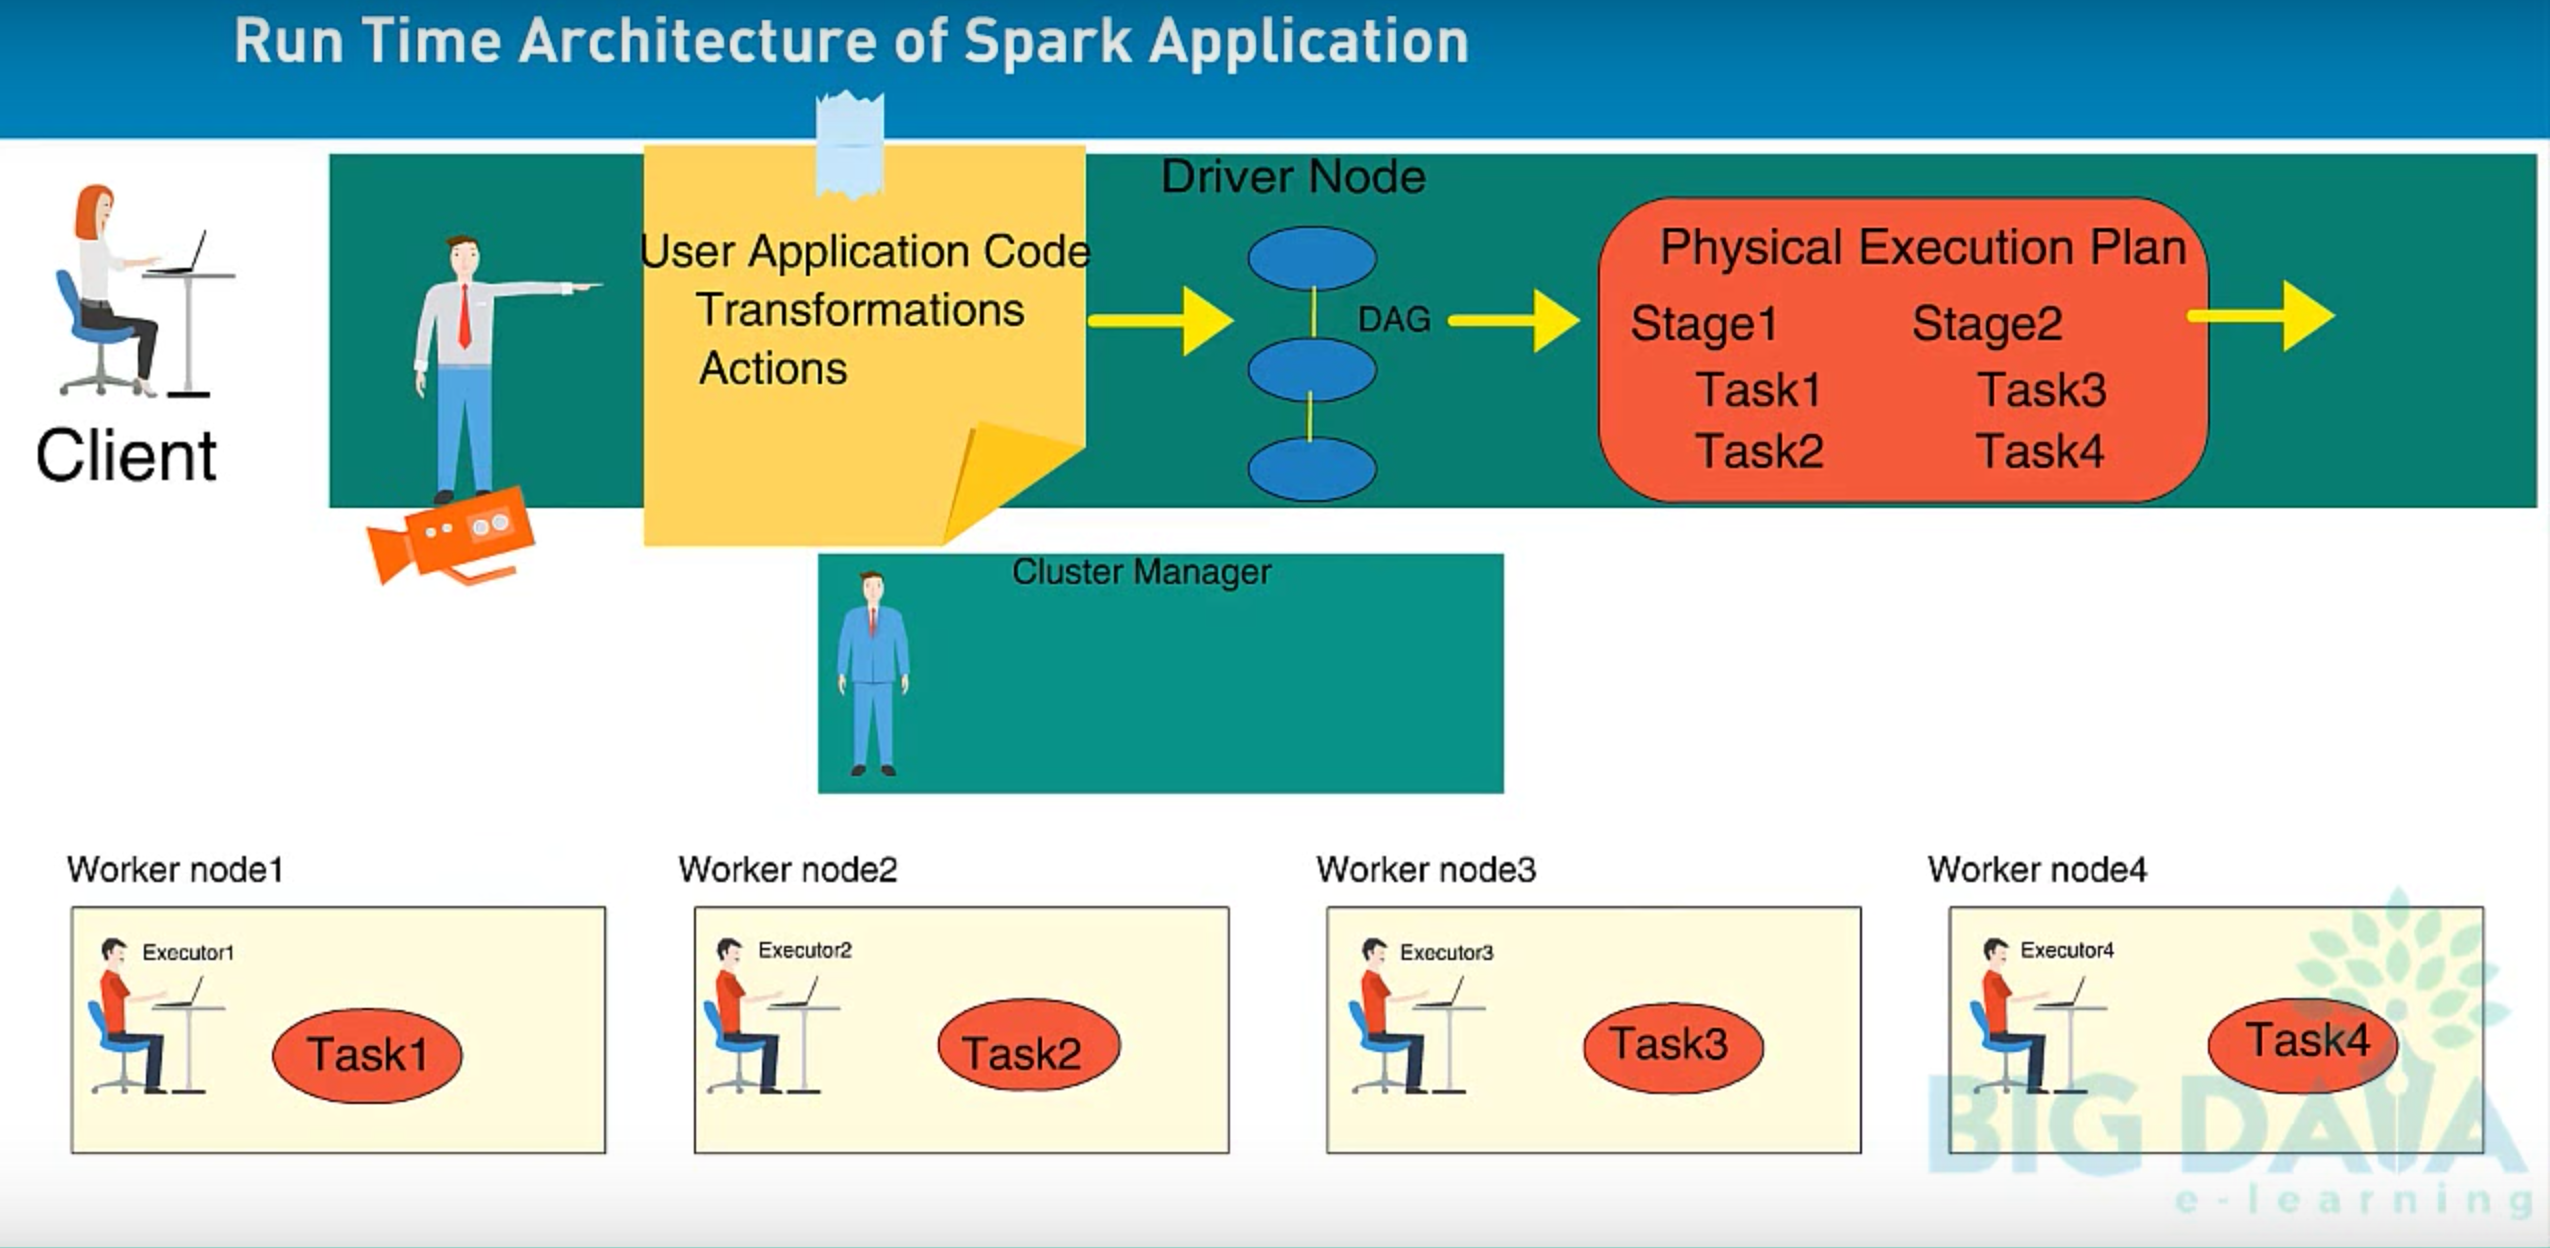 Run Time Architecture of Spark Application
Driver Node
User Application Code
Transformations
Actions
DAG
Physical Execution Plan
Stage1 Stage2
Task1 Task3
Task2 Task4
Client
Cluster Manager
Worker node1
Executor1
Task1
Worker node2
Executor2
Task2
Worker node3
Executor3
Task3
Worker node4
Executor4
Task4
BIG DATA
e-learning